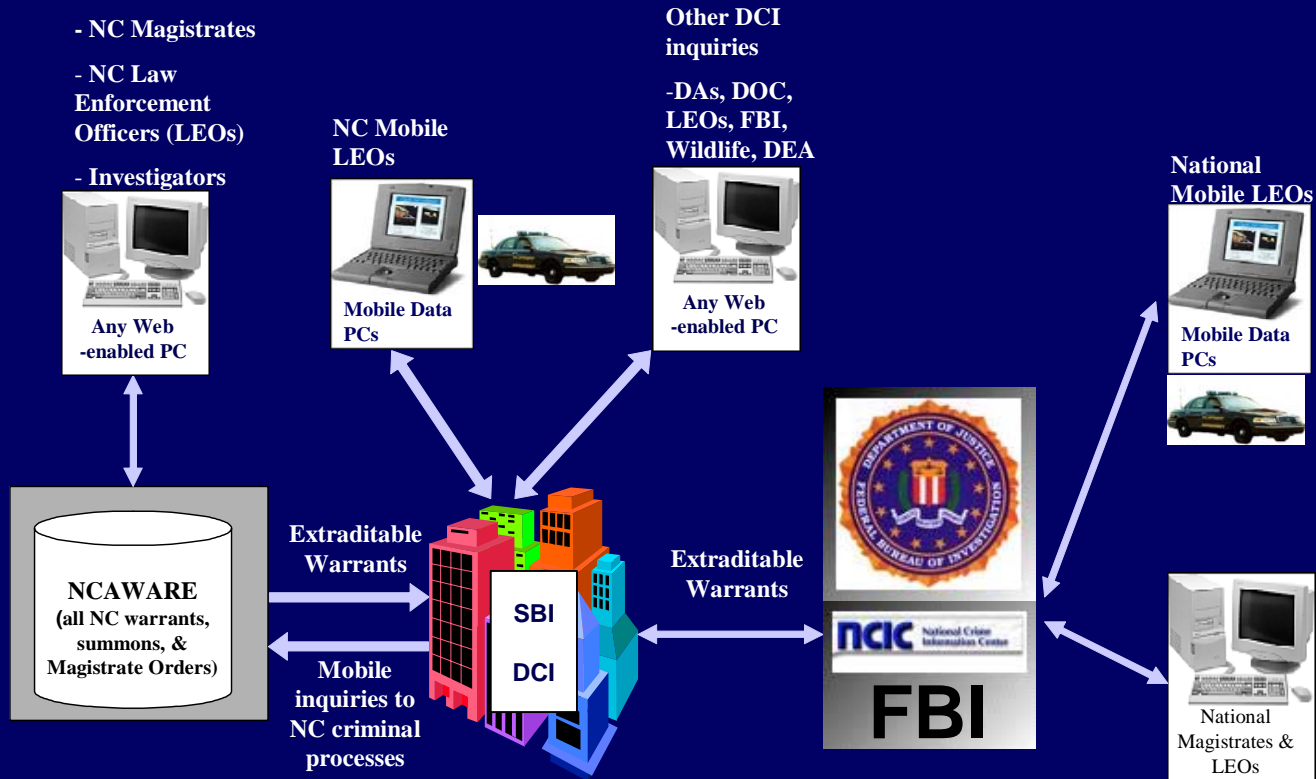 - NC Magistrates
- NC Law
Enforcement
Officers (LEOs)
- Investigators
Any Web
-enabled PC
NC Mobile
LEOs
Mobile Data
PCs
Other DCI
inquiries
-DAs, DOC,
LEOs, FBI,
Wildlife, DEA
Any Web
-enabled PC
National
Mobile LEOs
Mobile Data
PCs
NCAWARE
(all NC warrants,
summons, &
Magistrate Orders)
Extraditable
Warrants
Mobile
inquiries to
NC criminal
processes
SBI
DCI
Extraditable
Warrants
DEPARTMENT OF JUSTICE
FEDERAL BUREAU OF INVESTIGATION
ncic National Crime
Information Center
FBI
National
Magistrates &
LEOs